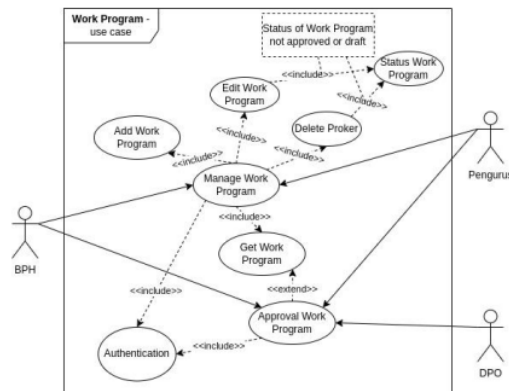 Work Program -
use case
Status of Work Program
not approved or draft
<<include>>
Status Work
Program
Edit Work
Program
<<include>>
Delete Proker
Add Work
Program
<<include>>
<<include>>
<<include>>
Manage Work
Program
Pengurus
<<include>>
BPH
Get Work
Program
<<include>>
<<extend>>
Approval Work
Program
<<include>>
Authentication
DPO